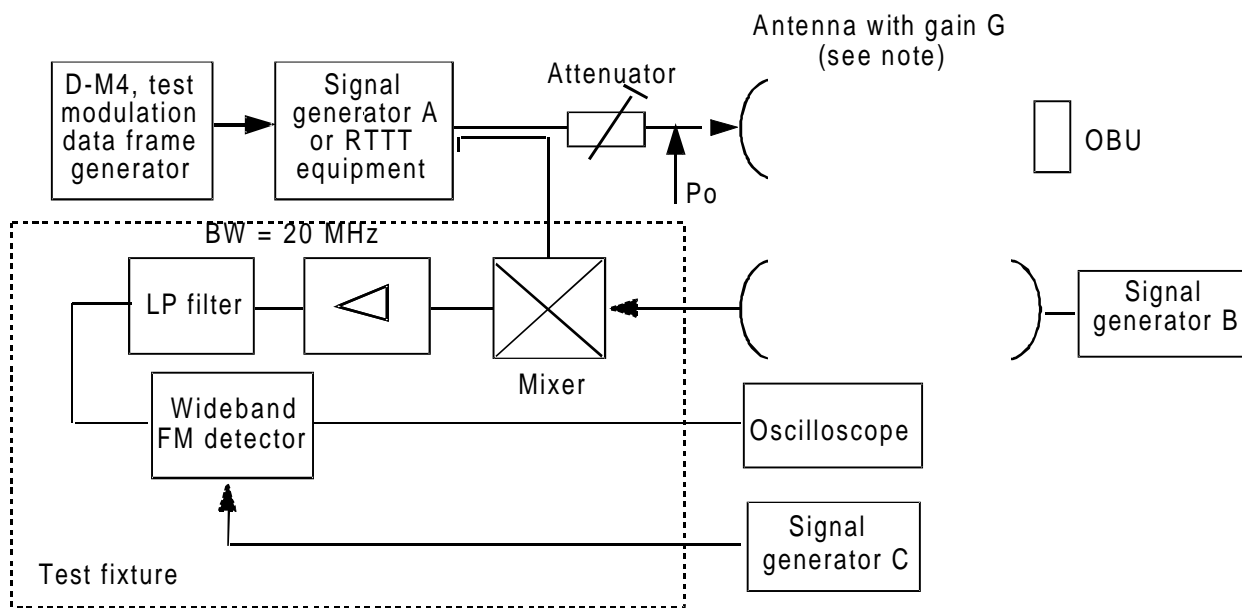 Antenna with gain G
(see note)
D-M4, test
modulation
data frame
generator
Signal
generator A
or RTTT
equipment
Attenuator
OBU
Po
BW = 20 MHz
LP filter
Mixer
Signal
generator B
Wideband
FM detector
Oscilloscope
Signal
generator C
Test fixture